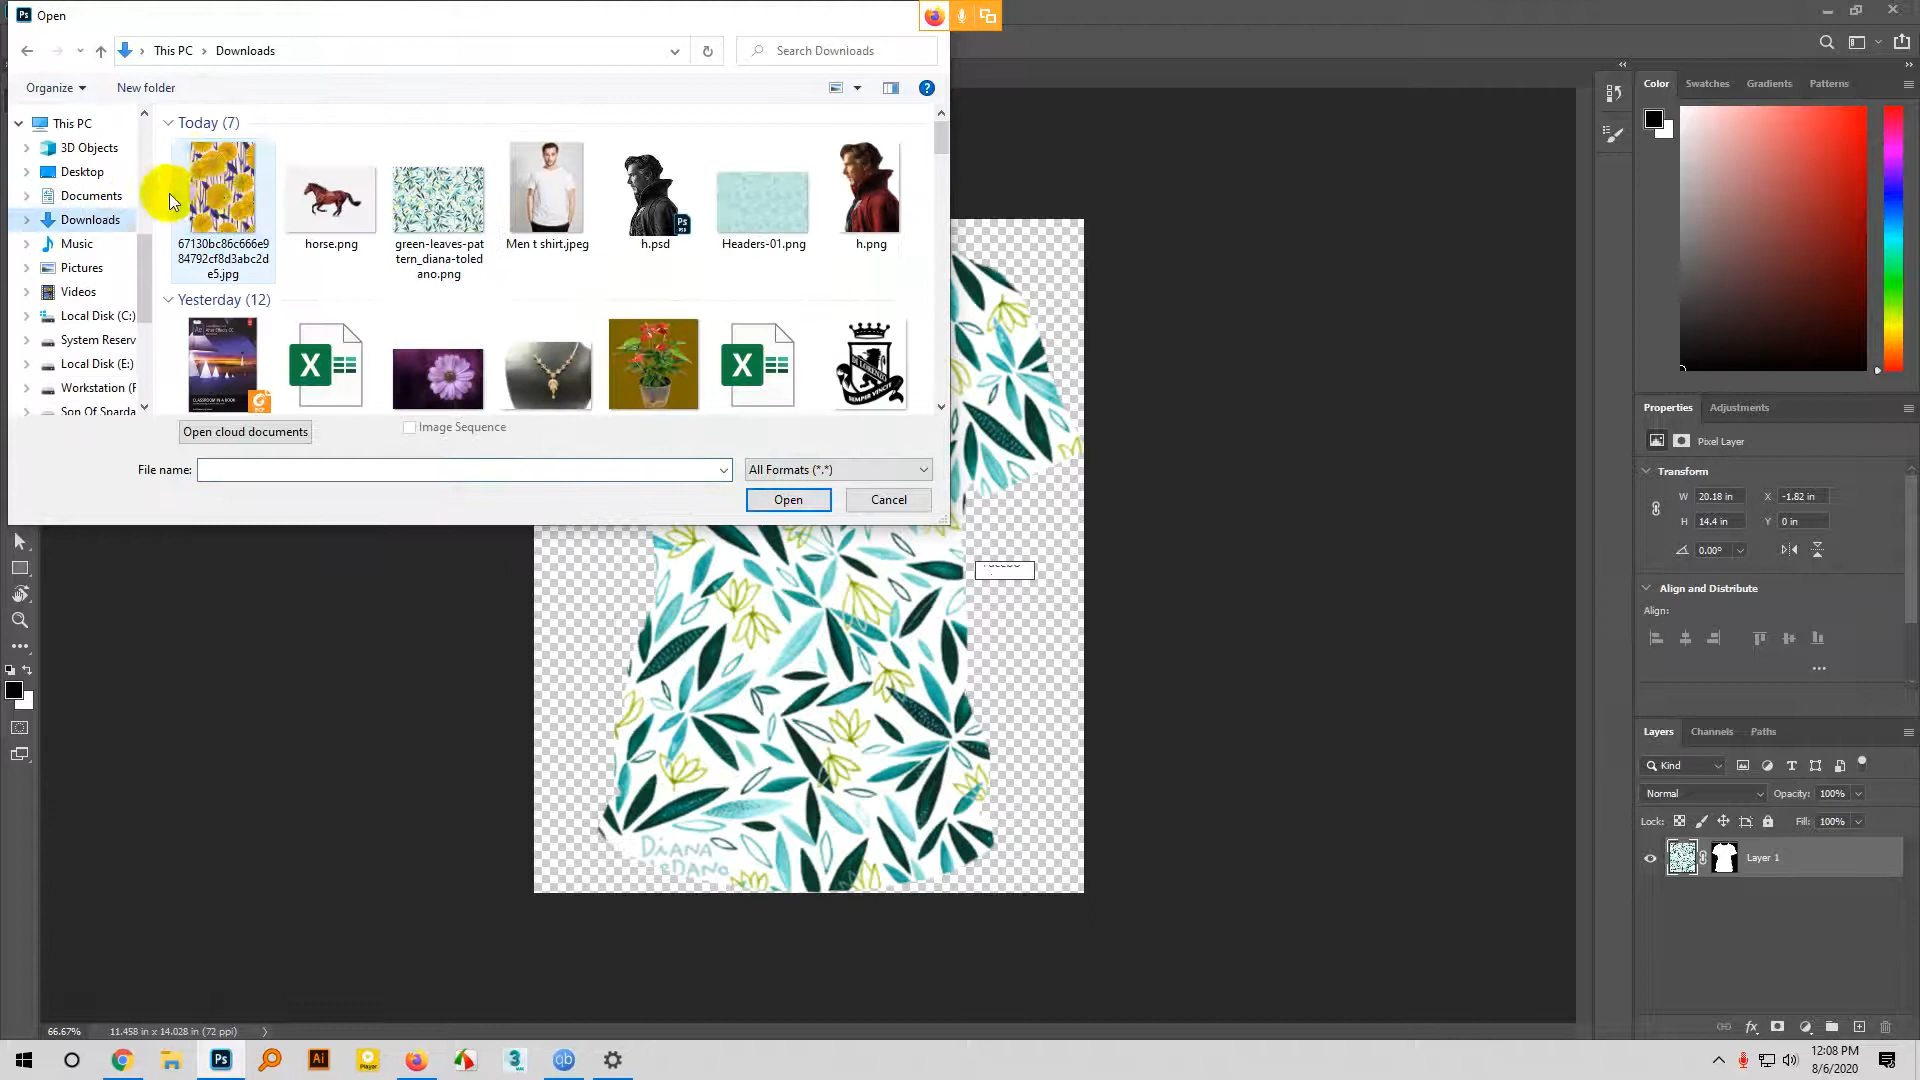 Open
This PC > Downloads
Search Downloads
Organize
New folder
This PC
3D Objects
Desktop
Documents
Downloads
Music
Pictures
Videos
Local Disk (C:)
System Reserv
Local Disk (E:)
Workstation (F
Son Of Sparda
Today (7)
67130bc86c666e9
84792cf8d3abc2d
e5.jpg
horse.png
green-leaves-pat
tern_diana-toled
ano.png
Men t shirt.jpeg
h.psd
Headers-01.png
h.png
Yesterday (12)
Open cloud documents
Image Sequence
File name:
All Formats (*.*)
Open
Cancel
DiANA
Color
Swatches
Gradients
Patterns
Properties
Adjustments
Pixel Layer
Transform
W 20.18 in
X -1.82 in
H 14.4 in
Y 0 in
0.00°
Align and Distribute
Align:
Layers
Channels
Paths
Kind
Normal
Opacity: 100%
Lock:
Fill: 100%
Layer 1
66.67%
11.458 in x 14.028 in (72 ppi)
12:08 PM
8/6/2020